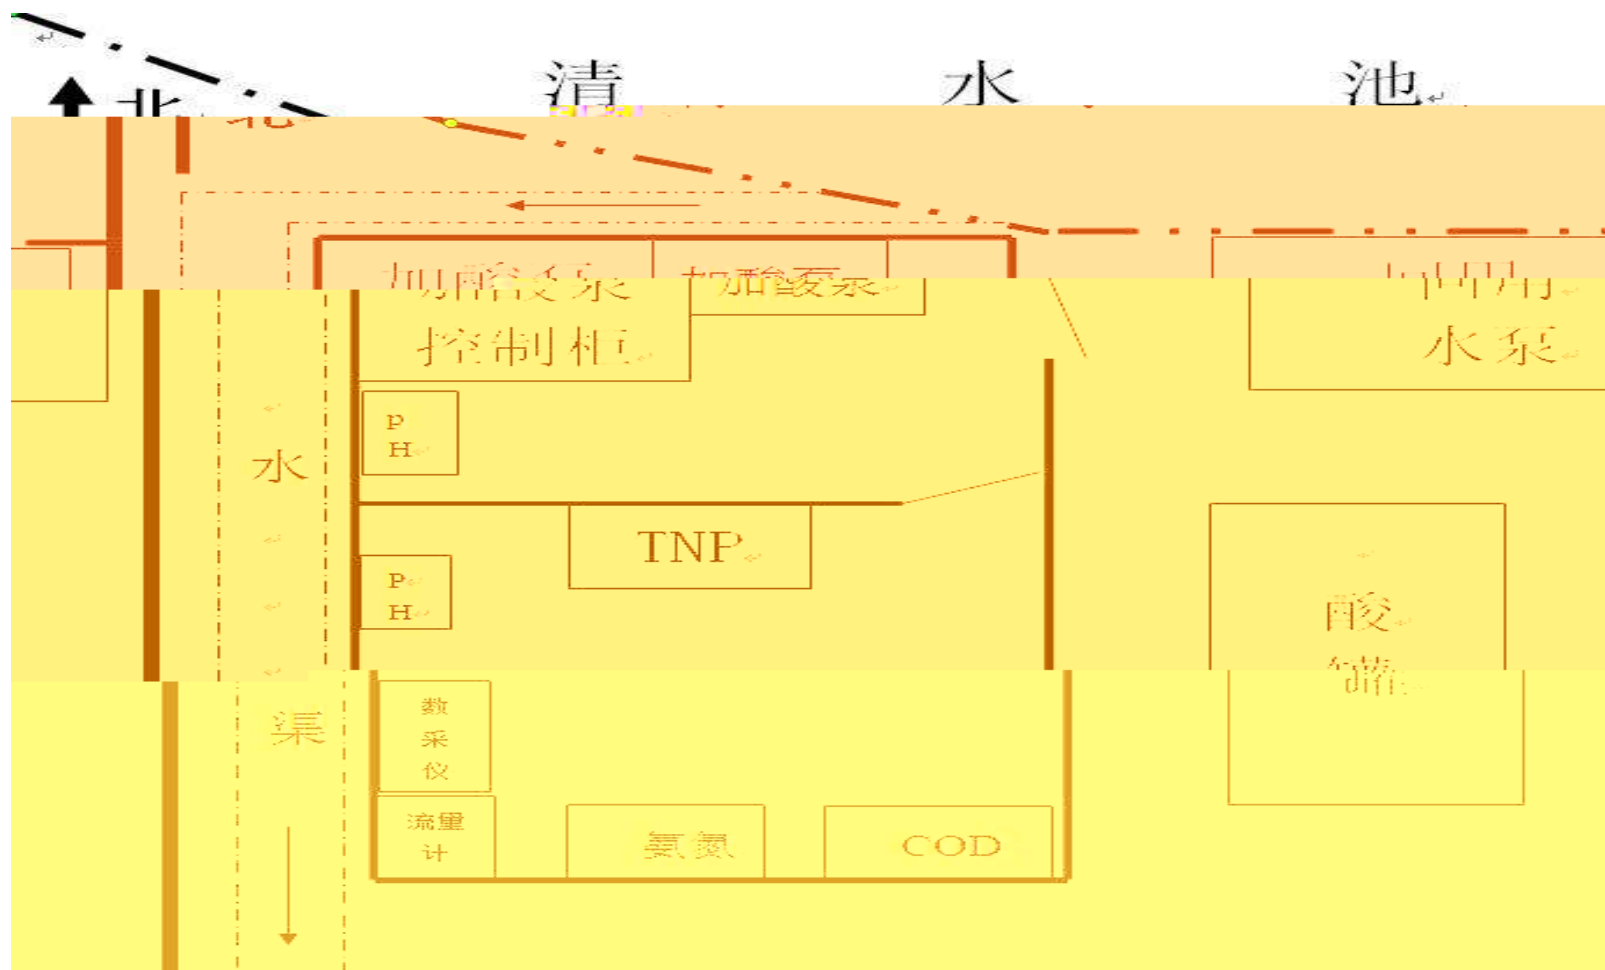 清 水 池
北
加酸泵 加酸泵
控制柜
回用
水泵
p
H
水
TNP
P
H
酸
罐
渠
数
采
仪
流量
计
氨氮
COD